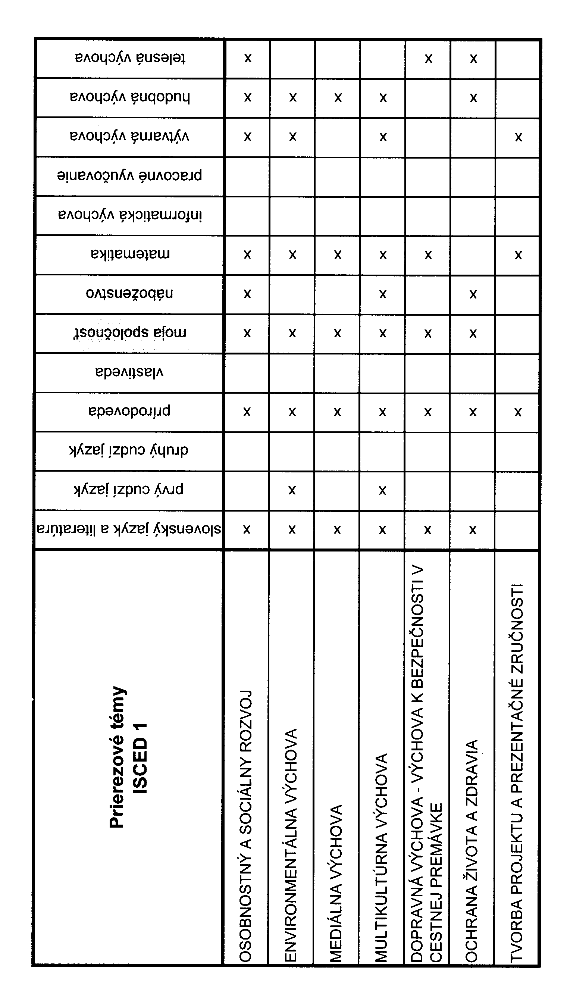 Prierezové témy
ISCED 1
slovenský jazyk a literatúra
prvý cudzí jazyk
druhý cudzí jazyk
prírodoveda
vlastiveda
moja spoločnosť
náboženstvo
matematika
informatická výchova
pracovné vyučovanie
výtvarná výchova
hudobná výchova
telesná výchova
OSOBNOSTNÝ A SOCIÁLNY ROZVOJ x x x x x x x x
ENVIRONMENTÁLNA VÝCHOVA x x x x x x x
MEDIÁLNA VÝCHOVA x x x x x
MULTIKULTÚRNA VÝCHOVA x x x x x x x x
DOPRAVNÁ VÝCHOVA - VÝCHOVA K BEZPEČNOSTI V
CESTNEJ PREMÁVKE x x x x x
OCHRANA ŽIVOTA A ZDRAVIA x x x x x x
TVORBA PROJEKTU A PREZENTAČNÉ ZRUČNOSTI x x x